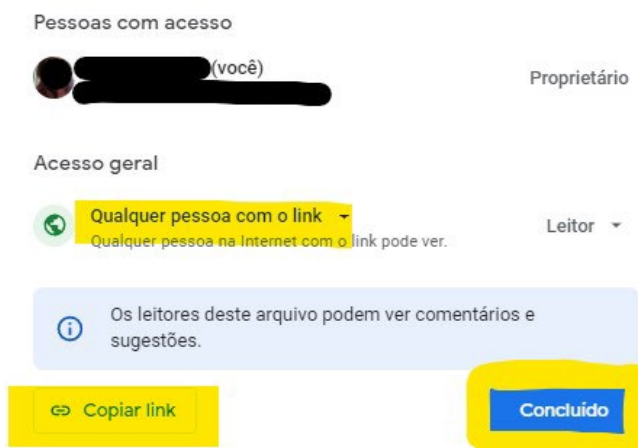 Pessoas com acesso
(você)
Proprietário
Acesso geral
Qualquer pessoa com o link
Qualquer pessoa na Internet com o link pode ver.
Leitor
Os leitores deste arquivo podem ver comentários e
sugestões.
Copiar link
Concluído